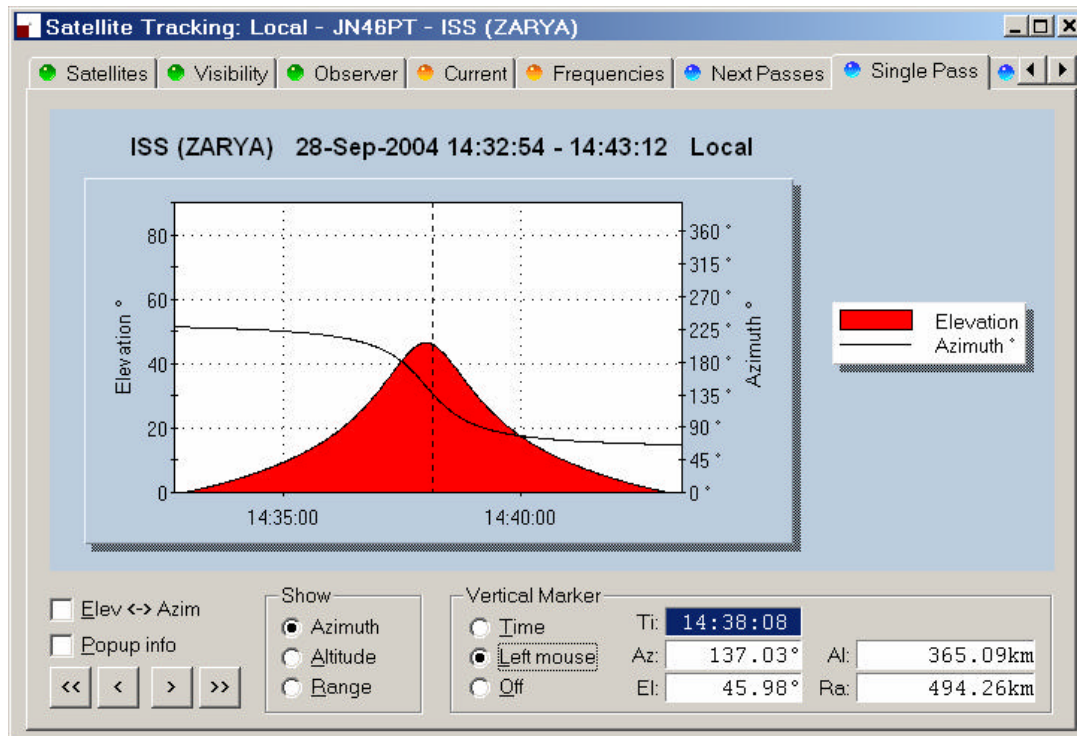 Satellite Tracking: Local - JN46PT - ISS (ZARYA)
Satellites Visibility Observer Current Frequencies Next Passes Single Pass
ISS (ZARYA) 28-Sep-2004 14:32:54 - 14:43:12 Local
80 360 °
315 °
60 270 °
225 °
40 180 °
135 °
20 90 °
45 °
0 0 °
Elevation °
Azimuth °
14:35:00 14:40:00
Elevation
Azimuth °
Elev <-> Azim
Popup info
<< < > >>
Show
Azimuth
Altitude
Range
Vertical Marker
Time
Left mouse
Off
Ti: 14:38:08
Az: 137.03° Al: 365.09km
El: 45.98° Ra: 494.26km